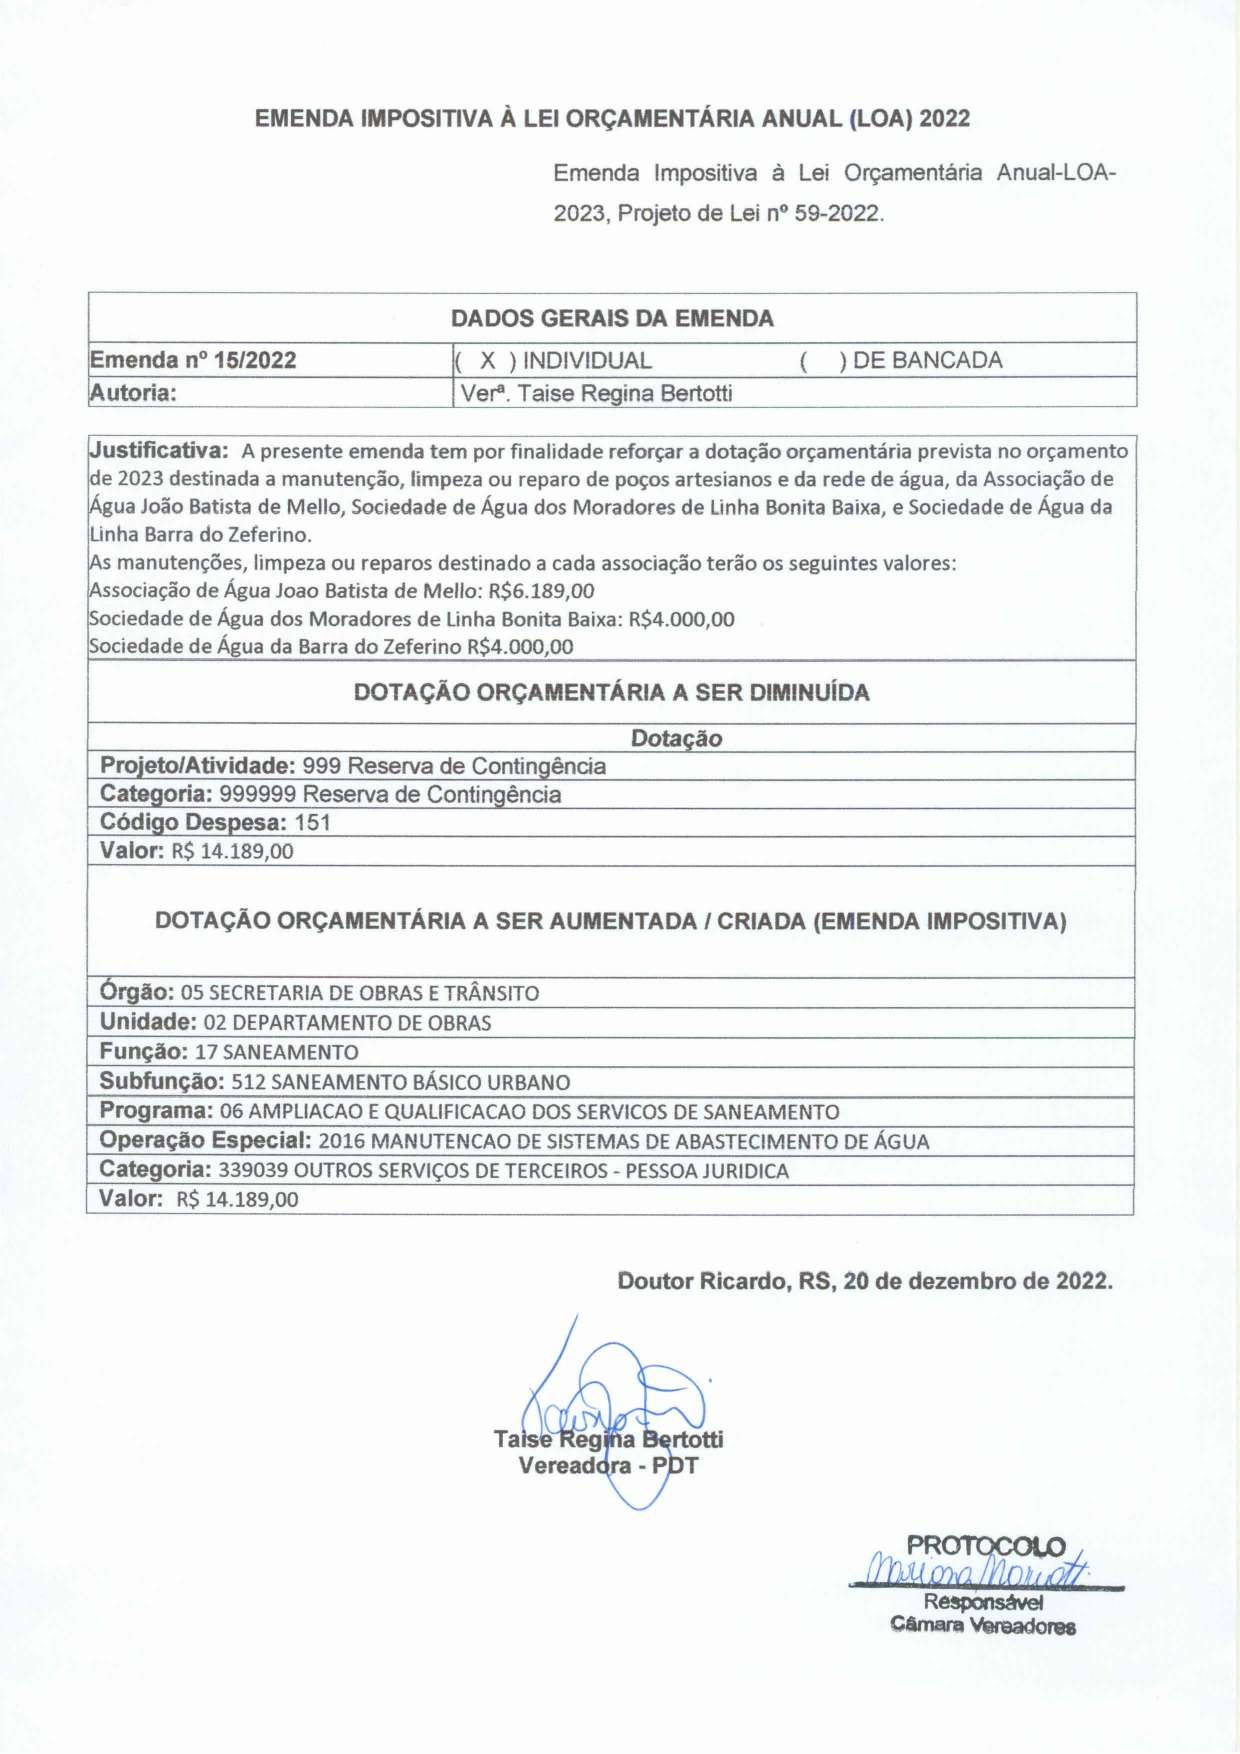 EMENDA IMPOSITIVA À LEI ORÇAMENTÁRIA ANUAL (LOA) 2022
Emenda Impositiva à Lei Orçamentária Anual-LOA-
2023, Projeto de Lei nº 59-2022.
DADOS GERAIS DA EMENDA
Emenda nº 15/2022 ( X ) INDIVIDUAL ( ) DE BANCADA
Autoria: Verª. Taise Regina Bertotti
Justificativa: A presente emenda tem por finalidade reforçar a dotação orçamentária prevista no orçamento
de 2023 destinada a manutenção, limpeza ou reparo de poços artesianos e da rede de água, da Associação de
Água João Batista de Mello, Sociedade de Água dos Moradores de Linha Bonita Baixa, e Sociedade de Água da
Linha Barra do Zeferino.
As manutenções, limpeza ou reparos destinado a cada associação terão os seguintes valores:
Associação de Água Joao Batista de Mello: R$6.189,00
Sociedade de Água dos Moradores de Linha Bonita Baixa: R$4.000,00
Sociedade de Água da Barra do Zeferino R$4.000,00
DOTAÇÃO ORÇAMENTÁRIA A SER DIMINUÍDA
Dotação
Projeto/Atividade: 999 Reserva de Contingência
Categoria: 999999 Reserva de Contingência
Código Despesa: 151
Valor: R$ 14.189,00
DOTAÇÃO ORÇAMENTÁRIA A SER AUMENTADA / CRIADA (EMENDA IMPOSITIVA)
Órgão: 05 SECRETARIA DE OBRAS E TRÂNSITO
Unidade: 02 DEPARTAMENTO DE OBRAS
Função: 17 SANEAMENTO
Subfunção: 512 SANEAMENTO BÁSICO URBANO
Programa: 06 AMPLIACAO E QUALIFICACAO DOS SERVICOS DE SANEAMENTO
Operação Especial: 2016 MANUTENCAO DE SISTEMAS DE ABASTECIMENTO DE ÁGUA
Categoria: 339039 OUTROS SERVIÇOS DE TERCEIROS - PESSOA JURIDICA
Valor: R$ 14.189,00
Doutor Ricardo, RS, 20 de dezembro de 2022.
Taise Regina Bertotti
Vereadora - PDT
PROTOCOLO
Responsável
Câmara Vereadores